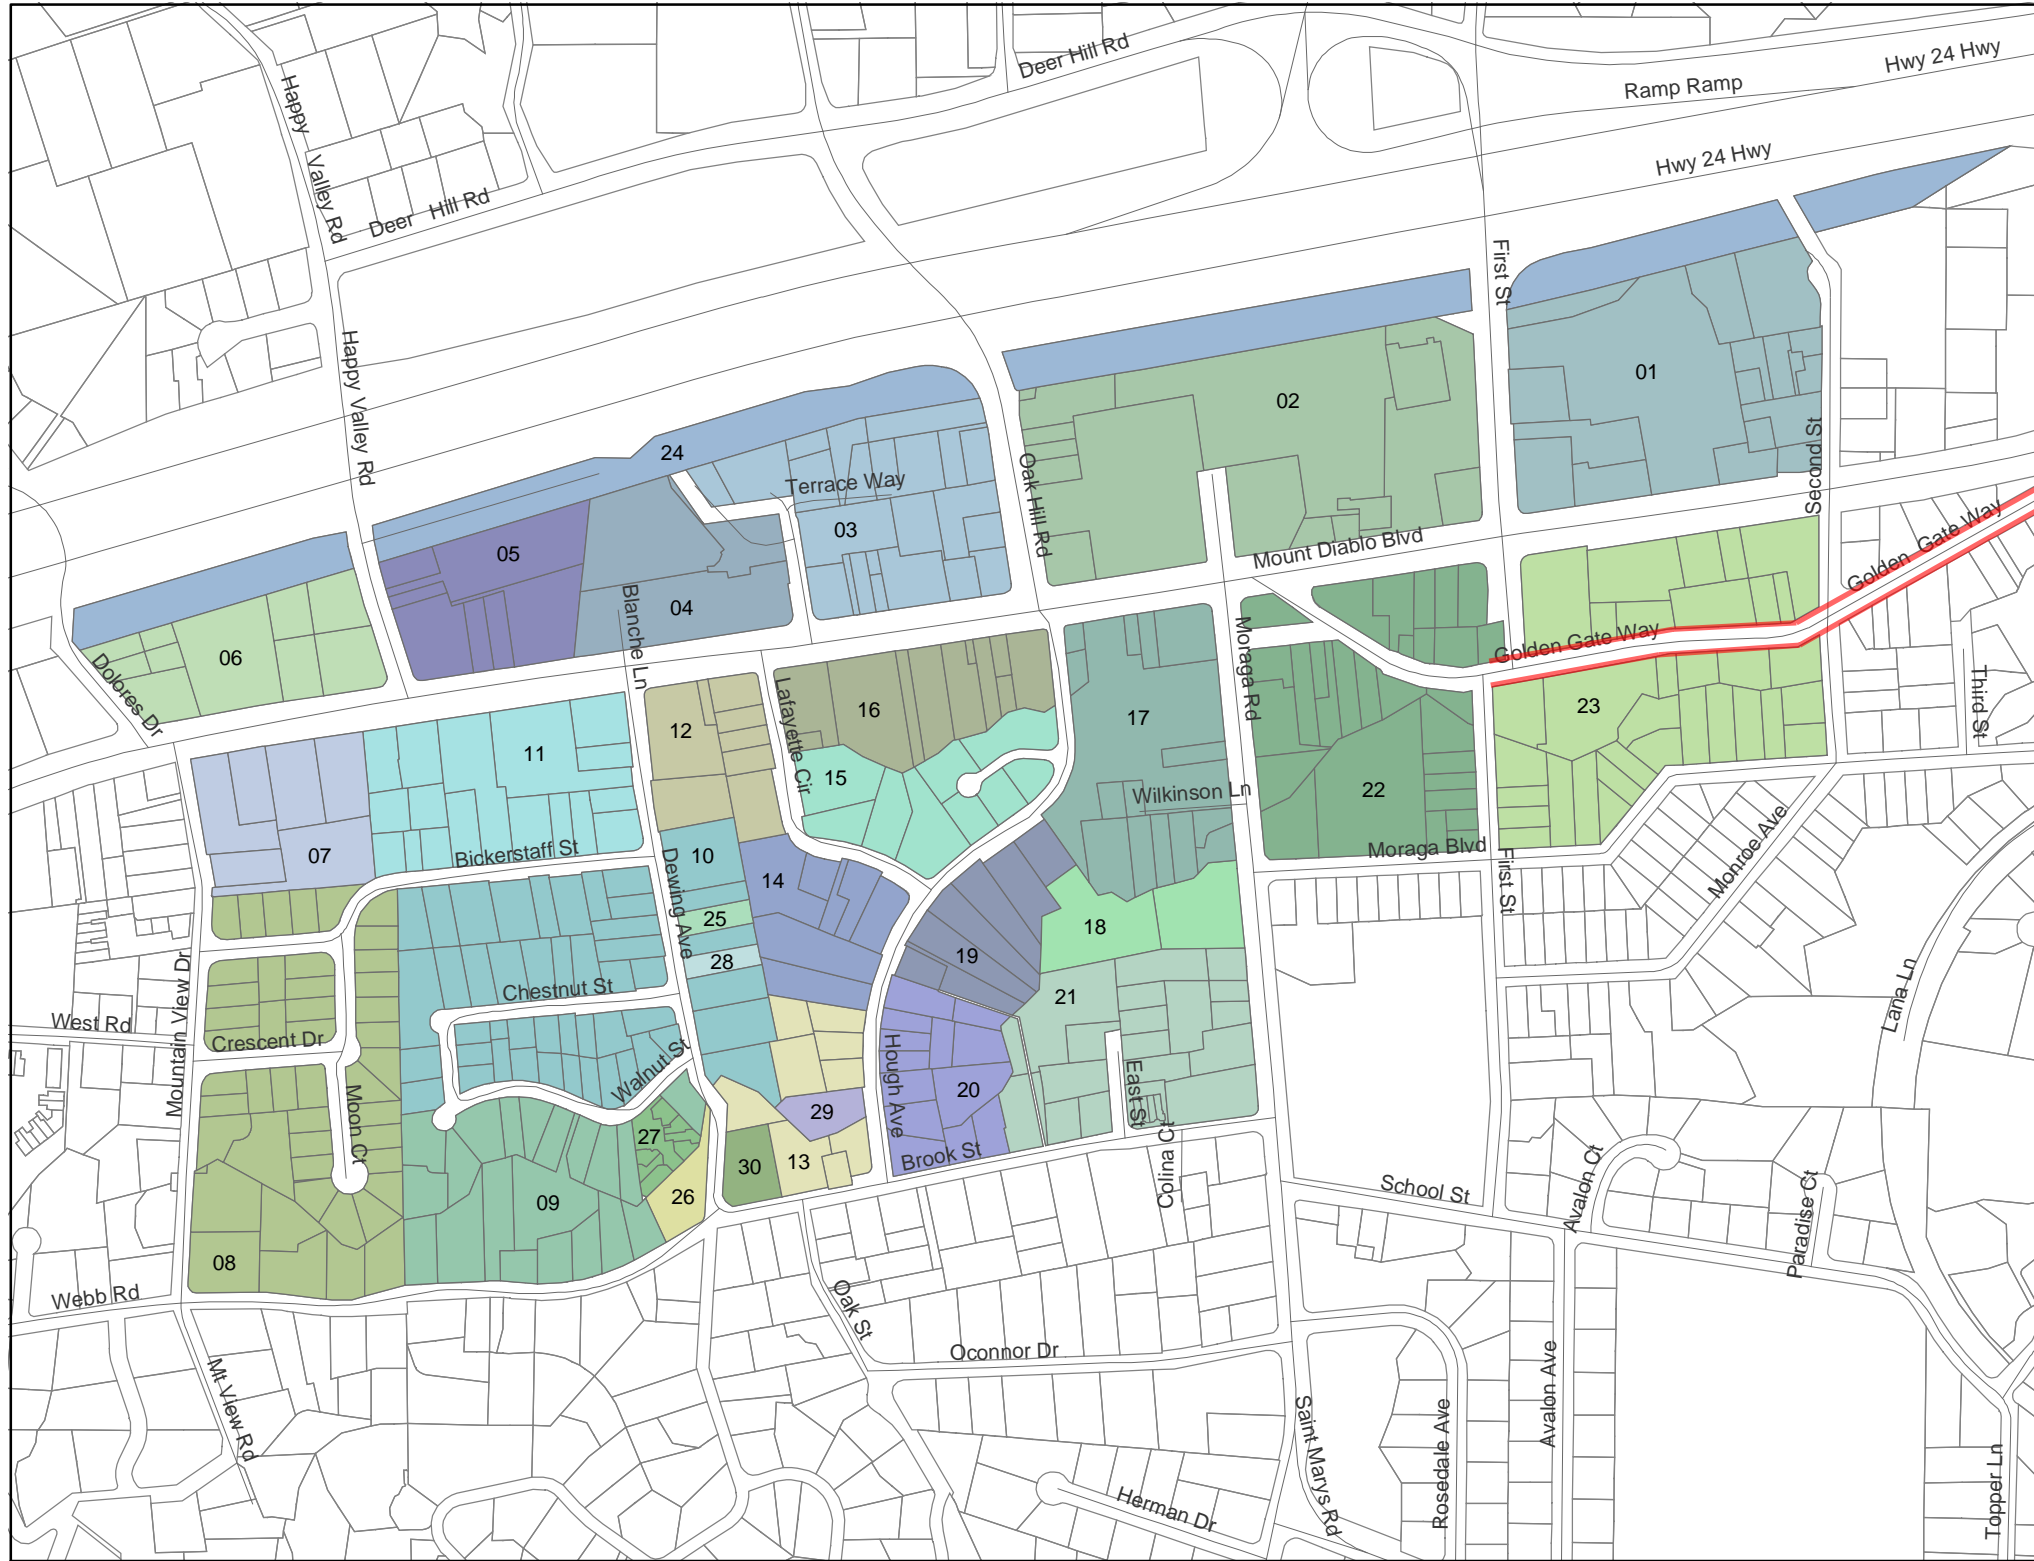 Deer Hill Rd
Hwy 24 Hwy
Ramp Ramp
Happy
Valley Rd
Hwy 24 Hwy
Deer
Hill Rd
First St
Happy Valley Rd
01
02
24
Terrace Way
Oak Hill Rd
Second St
03
05
Mount Diablo Blvd
Golden Gate Way
04
Blanche Ln
06
Dolores Dr
Moraga Rd
Golden Gate Way
Third St
Lafayette Cir
16
17
23
12
11
15
Wilkinson Ln
22
Monroe Ave
07
Bickerstaff St
10
Moraga Blvd
First St
14
Dewing Ave
25
18
19
28
Lana Ln
Chestnut St
21
West Rd
Mountain View Dr
Crescent Dr
Walnut St
Hough Ave
East St
20
Moon Ct
29
27
Brook St
Colina Ct
30
13
School St
Avalon Ct
Paradise Ct
09
26
08
Webb Rd
Oak St
Oconnor Dr
Mt View Rd
Saint Marys Rd
Rosedale Ave
Avalon Ave
Topper Ln
Herman Dr